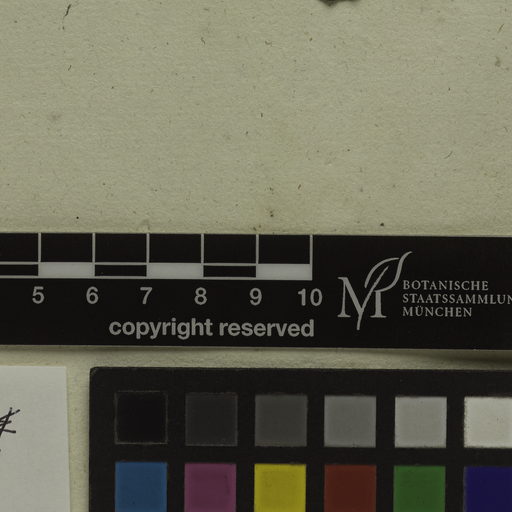 5 6 7 8 9 10
copyright reserved
BOTANISCHE
STAATSSAMMLUN
MÜNCHEN